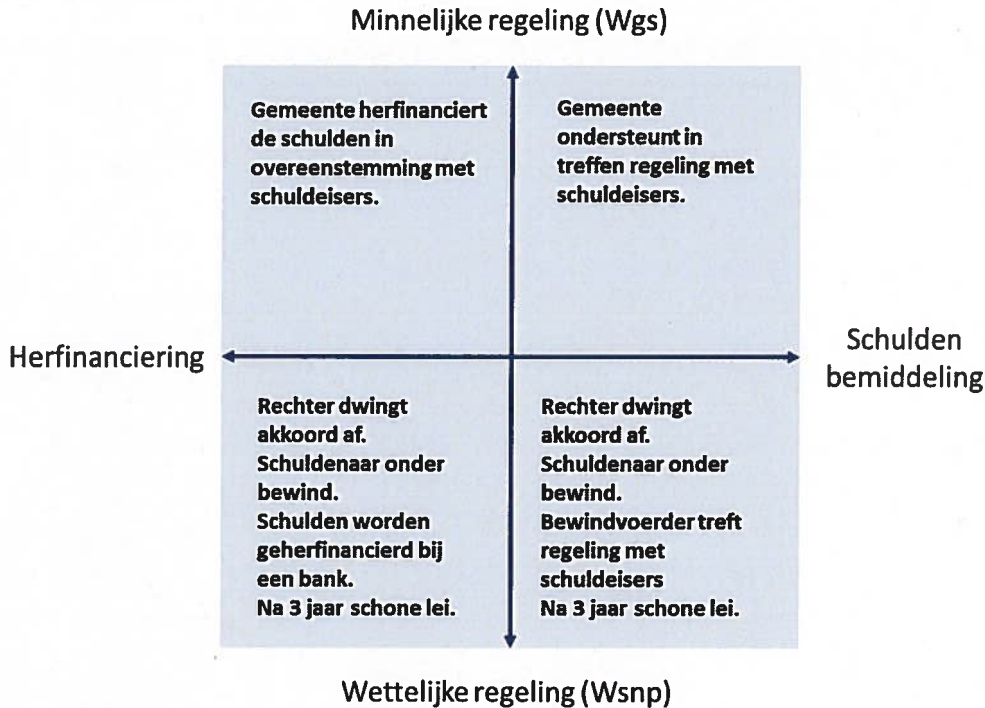 Minnelijke regeling (Wgs)
Gemeente herfinanciert
de schulden in
overeenstemming met
schuldeisers.
Gemeente
ondersteunt in
treffen regeling met
schuldeisers.
Herfinanciering
Schulden
bemiddeling
Rechter dwingt
akkoord af.
Schuldenaar onder
bewind.
Schulden worden
geherfinancierd bij
een bank.
Na 3 jaar schone lei.
Rechter dwingt
akkoord af.
Schuldenaar onder
bewind.
Bewindvoerder treft
regeling met
schuldeisers
Na 3 jaar schone lei.
Wettelijke regeling (Wsnp)